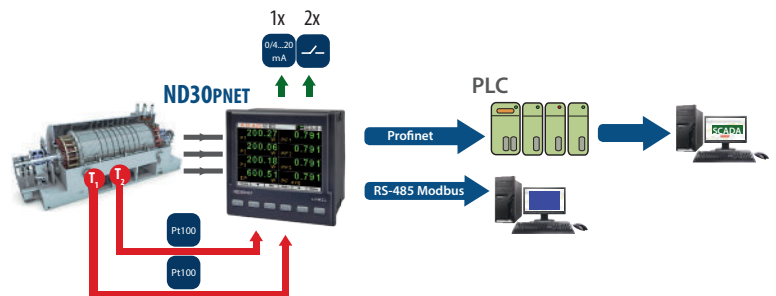 1x 2x
0/4...20
mA
PLC
ND30PNET
200.27 0.791
200.06 0.791
200.18 0.791
600.51 0.791
Profinet
SCADA
RS-485 Modbus
T1
T2
Pt100
Pt100